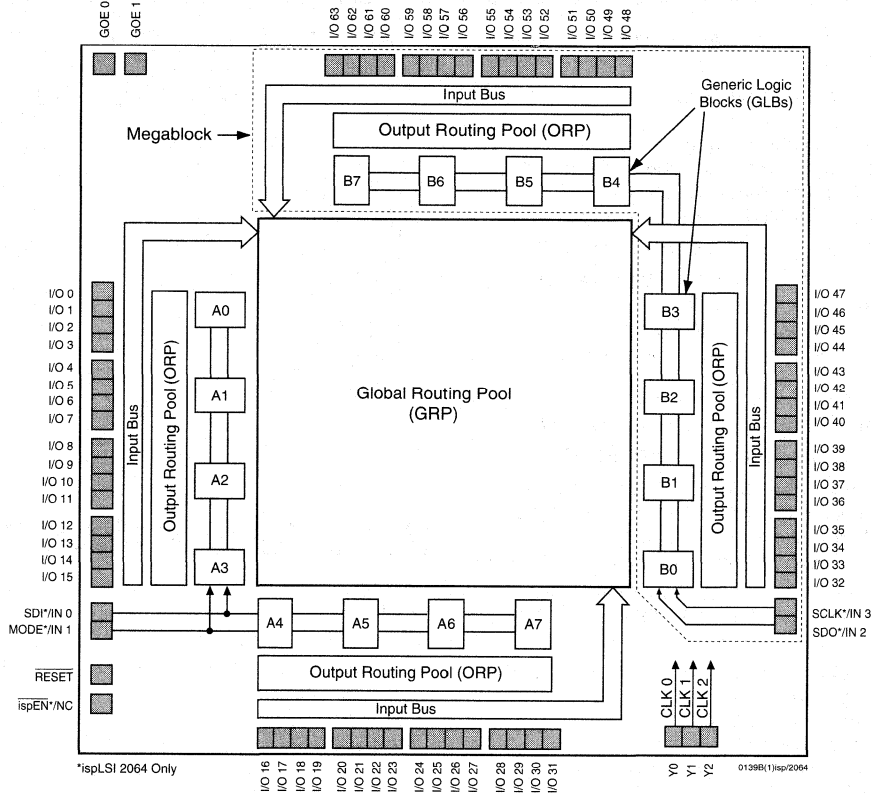 GOE 0
GOE 1
I/O 63
I/O 62
I/O 61
I/O 60
I/O 59
I/O 58
I/O 57
I/O 56
I/O 55
I/O 54
I/O 53
I/O 52
I/O 51
I/O 50
I/O 49
I/O 48
Input Bus
Output Routing Pool (ORP)
Megablock
Generic Logic
Blocks (GLBs)
B7
B6
B5
B4
I/O 0
I/O 1
I/O 2
I/O 3
I/O 4
I/O 5
I/O 6
I/O 7
I/O 8
I/O 9
I/O 10
I/O 11
I/O 12
I/O 13
I/O 14
I/O 15
Input Bus
Output Routing Pool (ORP)
A0
A1
A2
A3
Global Routing Pool
(GRP)
B3
B2
B1
B0
Output Routing Pool (ORP)
Input Bus
I/O 47
I/O 46
I/O 45
I/O 44
I/O 43
I/O 42
I/O 41
I/O 40
I/O 39
I/O 38
I/O 37
I/O 36
I/O 35
I/O 34
I/O 33
I/O 32
SDI*/IN 0
MODE*/IN 1
A4
A5
A6
A7
SCLK*/IN 3
SDO*/IN 2
RESET
ispEN*/NC
Output Routing Pool (ORP)
Input Bus
CLK 0
CLK 1
CLK 2
*ispLSI 2064 Only
I/O 16
I/O 17
I/O 18
I/O 19
I/O 20
I/O 21
I/O 22
I/O 23
I/O 24
I/O 25
I/O 26
I/O 27
I/O 28
I/O 29
I/O 30
I/O 31
Y0
Y1
Y2
0139B(1)isp/2064